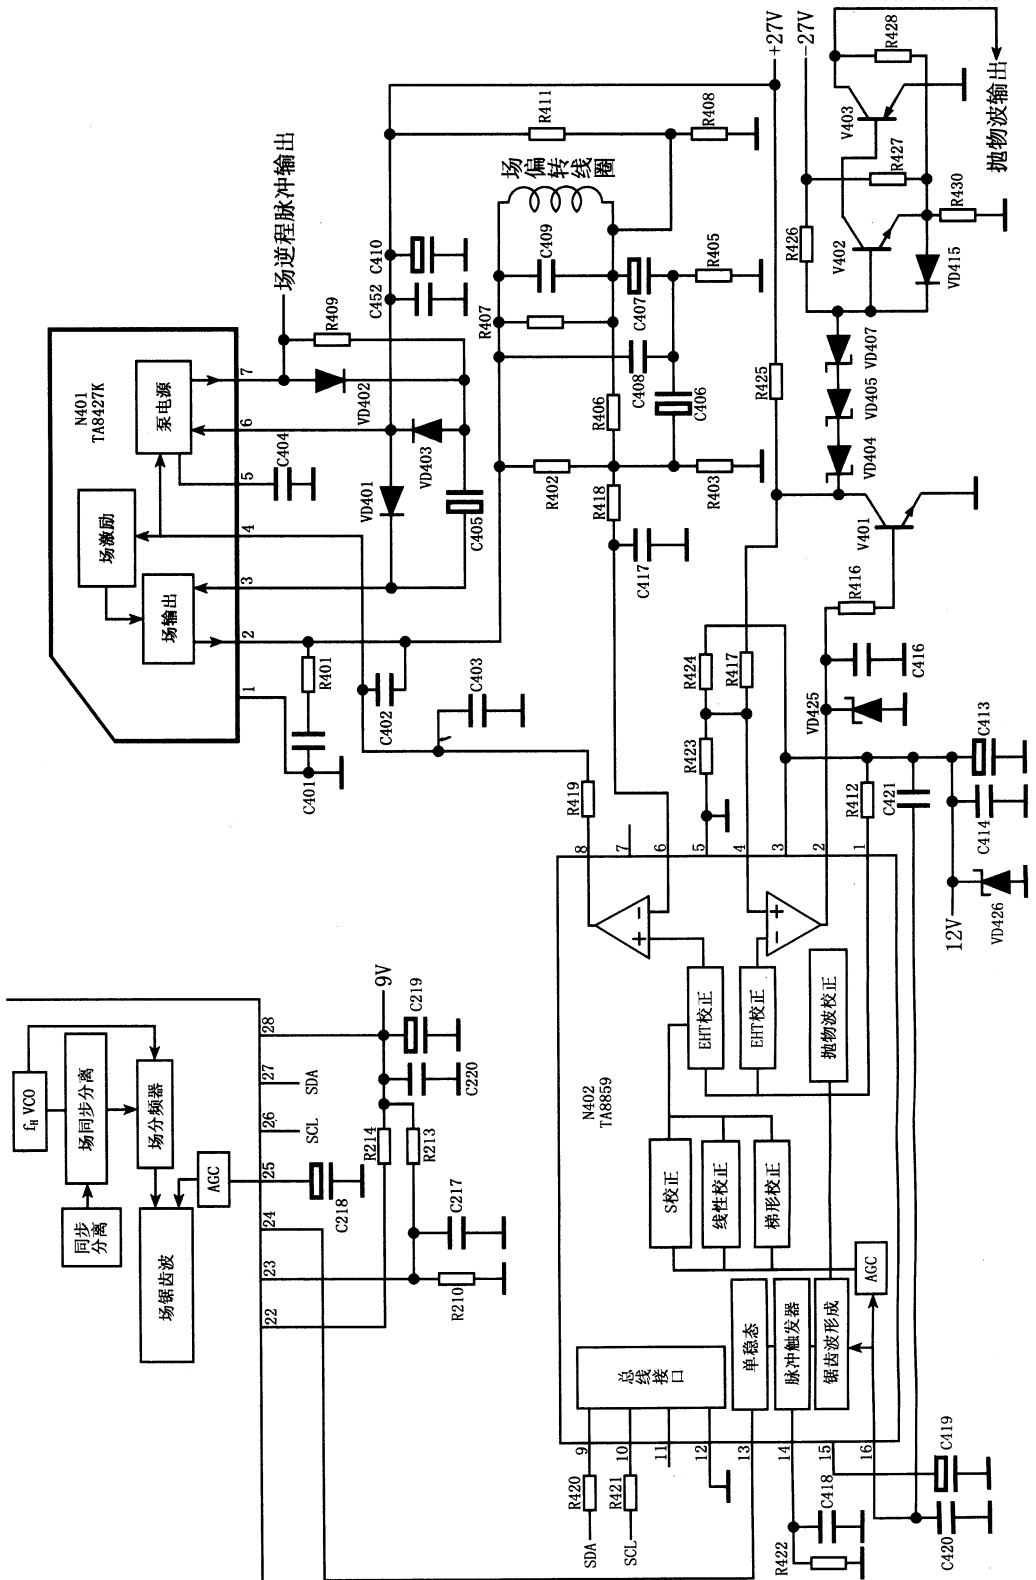 N401
TA8427K
泵电源
场激励
场输出
1
2
3
4
5
6
7
场逆程脉冲输出
R409
VD402
C404
VD403
VD401
C405
C452
C410
R401
C401
C402
C403
R411
R408
场偏转线圈
C409
R407
C407
R405
C408
C406
R406
R402
R418
R403
C417
R419
+27V
-27V
R425
R426
R428
V403
R427
V402
R430
VD415
抛物波输出
VD407
VD405
VD404
V401
R416
C416
VD425
R424
R417
R423
R412
C421
C413
C414
VD426
12V
8
7
6
5
4
3
2
1
N402
TA8859
EHT校正
EHT校正
抛物波校正
S校正
线性校正
梯形校正
AGC
单稳态
脉冲触发器
锯齿波形成
总线接口
9
10
11
12
13
14
15
16
R420
R421
SDA
SCL
R422
C418
C419
C420
fH VCO
场同步分离
场分频器
同步分离
场锯齿波
AGC
28
27
26
25
24
23
22
SDA
SCL
9V
C219
C220
R214
R213
C218
C217
R210